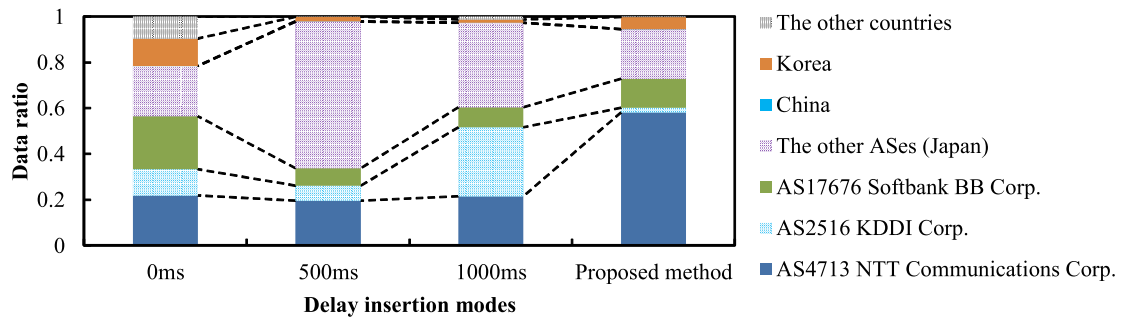 Data ratio
1
0.8
0.6
0.4
0.2
0
0ms
500ms
1000ms
Proposed method
Delay insertion modes
The other countries
Korea
China
The other ASes (Japan)
AS17676 Softbank BB Corp.
AS2516 KDDI Corp.
AS4713 NTT Communications Corp.